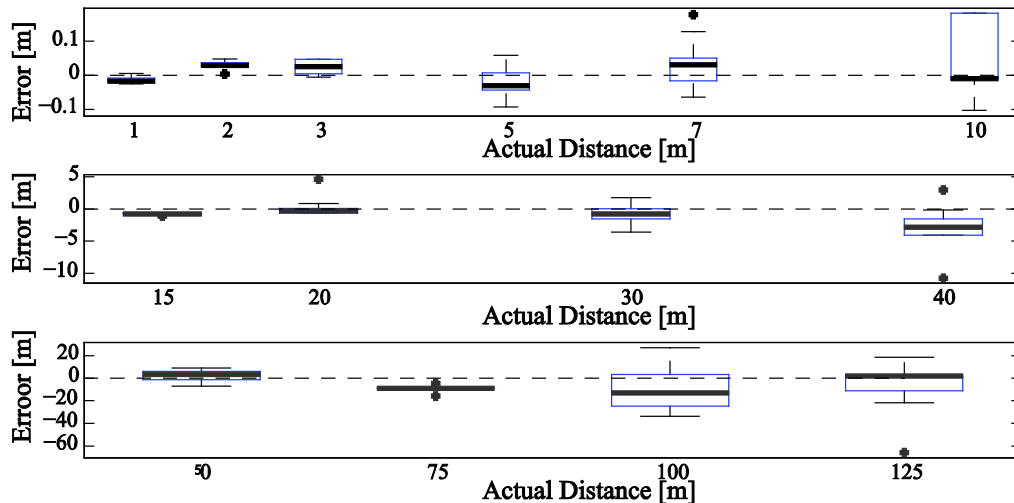 Error [m]
0.1
0
−0.1
1 2 3 5 7 10
Actual Distance [m]
Error [m]
5
0
−5
−10
15 20 30 40
Actual Distance [m]
Eroor [m]
20
0
−20
−40
−60
50 75 100 125
Actual Distance [m]